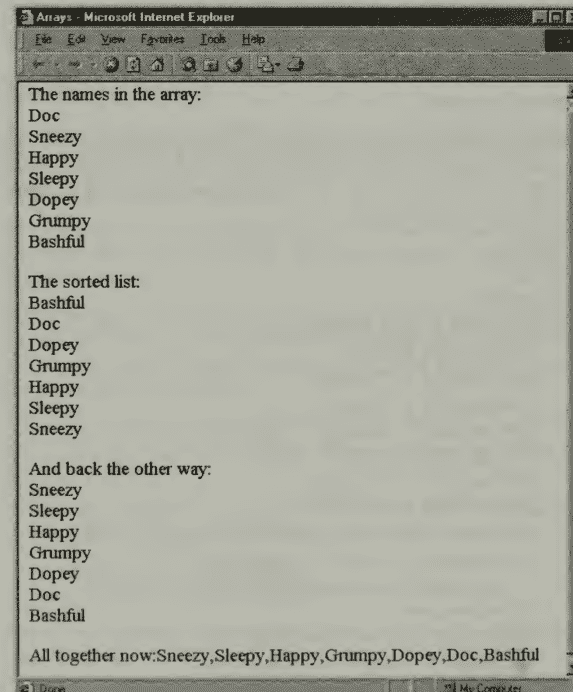 Arrays - Microsoft Internet Explorer
File Edit View Favorites Tools Help
The names in the array:
Doc
Sneezy
Happy
Sleepy
Dopey
Grumpy
Bashful
The sorted list:
Bashful
Doc
Dopey
Grumpy
Happy
Sleepy
Sneezy
And back the other way:
Sneezy
Sleepy
Happy
Grumpy
Dopey
Doc
Bashful
All together now:Sneezy,Sleepy,Happy,Grumpy,Dopey,Doc,Bashful
Done My Computer